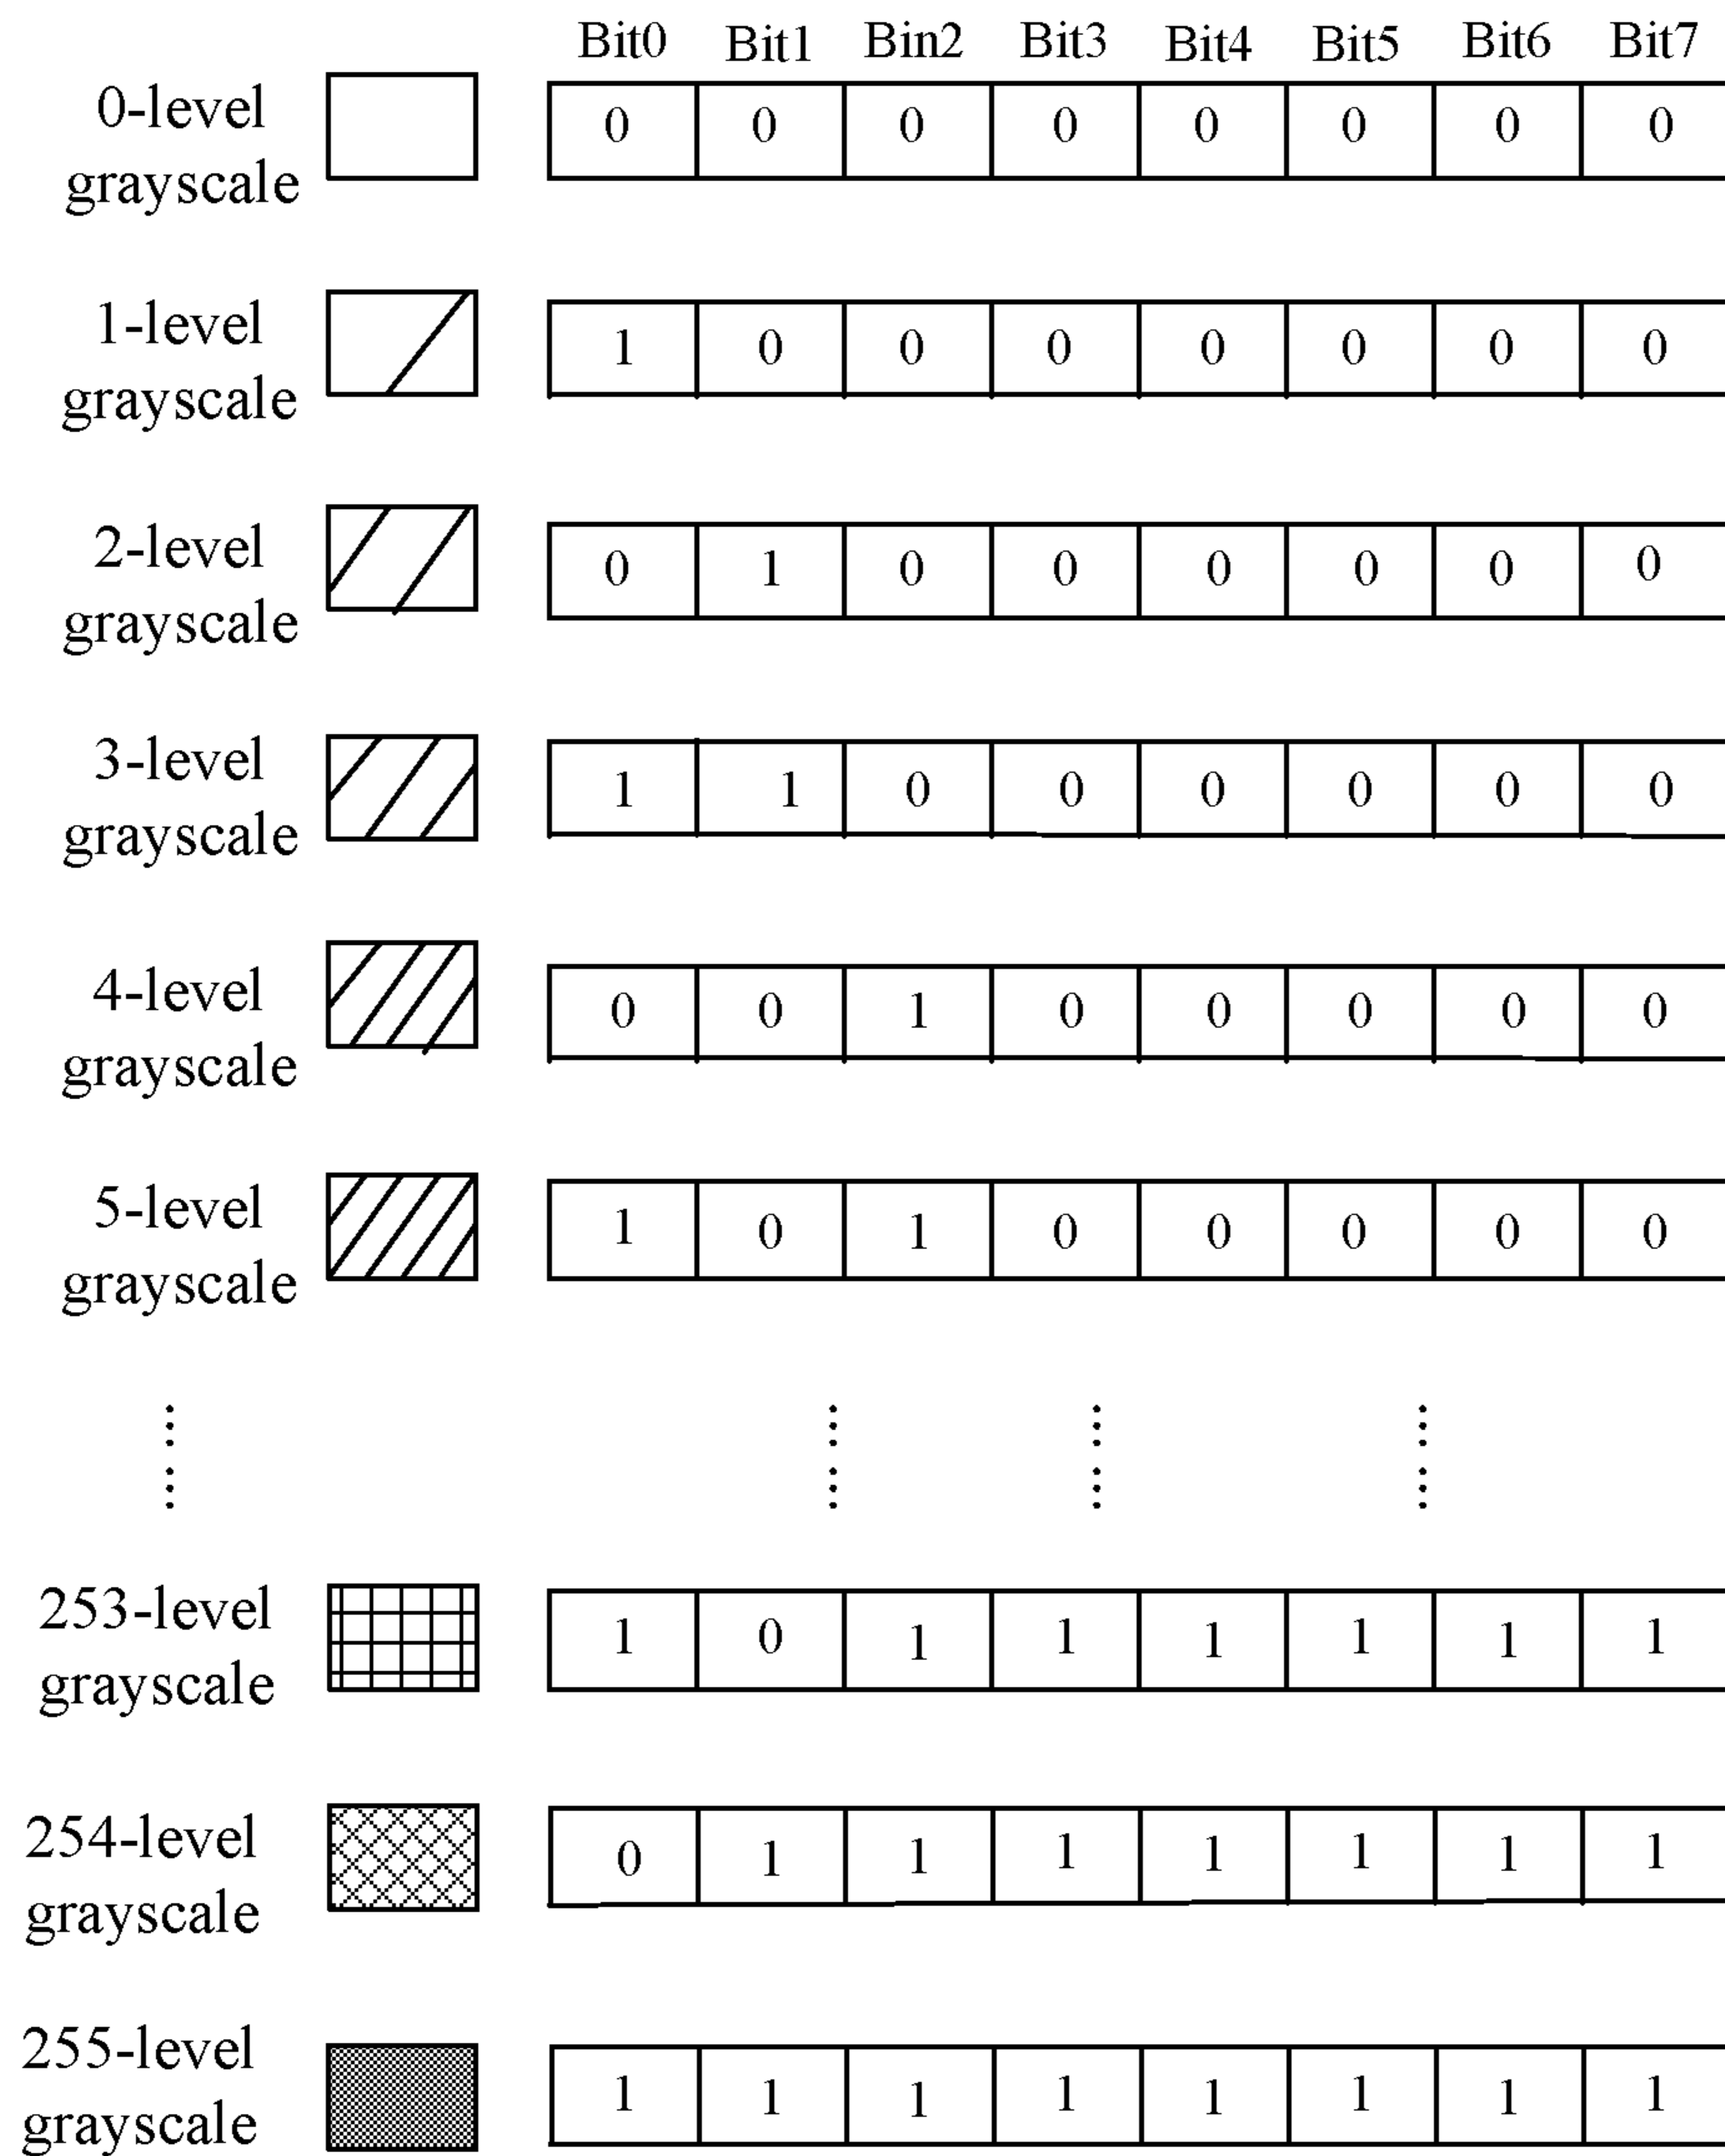 Bit0 Bit1 Bin2 Bit3 Bit4 Bit5 Bit6 Bit7
0-level
grayscale
0 0 0 0 0 0 0 0
1-level
grayscale
1 0 0 0 0 0 0 0
2-level
grayscale
0 1 0 0 0 0 0 0
3-level
grayscale
1 1 0 0 0 0 0 0
4-level
grayscale
0 0 1 0 0 0 0 0
5-level
grayscale
1 0 1 0 0 0 0 0
253-level
grayscale
1 0 1 1 1 1 1 1
254-level
grayscale
0 1 1 1 1 1 1 1
255-level
grayscale
1 1 1 1 1 1 1 1